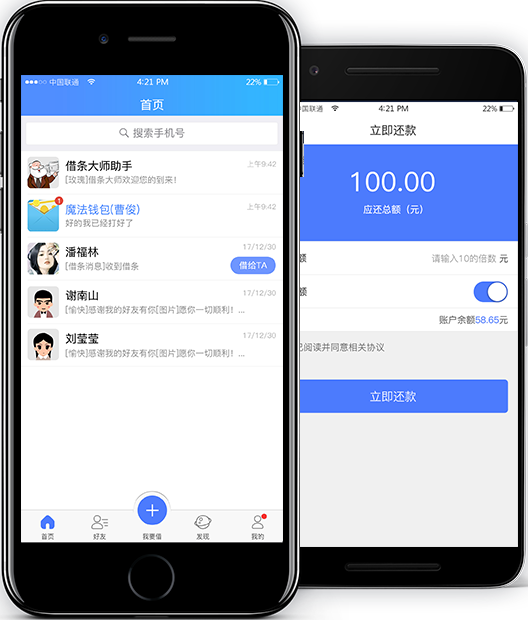 中国联通 4:21 PM 22%
首页
搜索手机号
借条大师助手 上午9.42
[玫瑰]借条大师欢迎您的到来!
1
魔法钱包(曹俊) 上午9.42
好的我已经打好了
潘福林 17/12/30
[借条消息]收到借条 借给TA
谢南山 17/12/30
[愉快]感谢我的好友有你[图片]愿你一切顺利! ...
刘莹莹 17/12/30
[愉快]感谢我的好友有你[图片]愿你一切顺利! ...
首页 好友 我要借 发现 我的
国联通 4:21 PM 22%
立即还款
100.00
应还总额（元）
额 请输入10的倍数 元
额
账户余额58.65元
已阅读并同意相关协议
立即还款